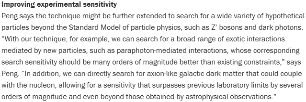 Improving experimental sensitivity
Peng says the technique might be further extended to search for a wide variety of hypothetical
particles beyond the Standard Model of particle physics, such as Z' bosons and dark photons.
"With our technique, for example, we can search for a broad range of exotic interactions
mediated by new particles, such as paraphoton-mediated interactions, whose corresponding
search sensitivity should be many orders of magnitude better than existing constraints," says
Peng. "In addition, we can directly search for axion-like galactic dark matter that could couple
with the nucleon, allowing for a sensitivity that surpasses previous laboratory limits by several
orders of magnitude and even beyond those obtained by astrophysical observations."